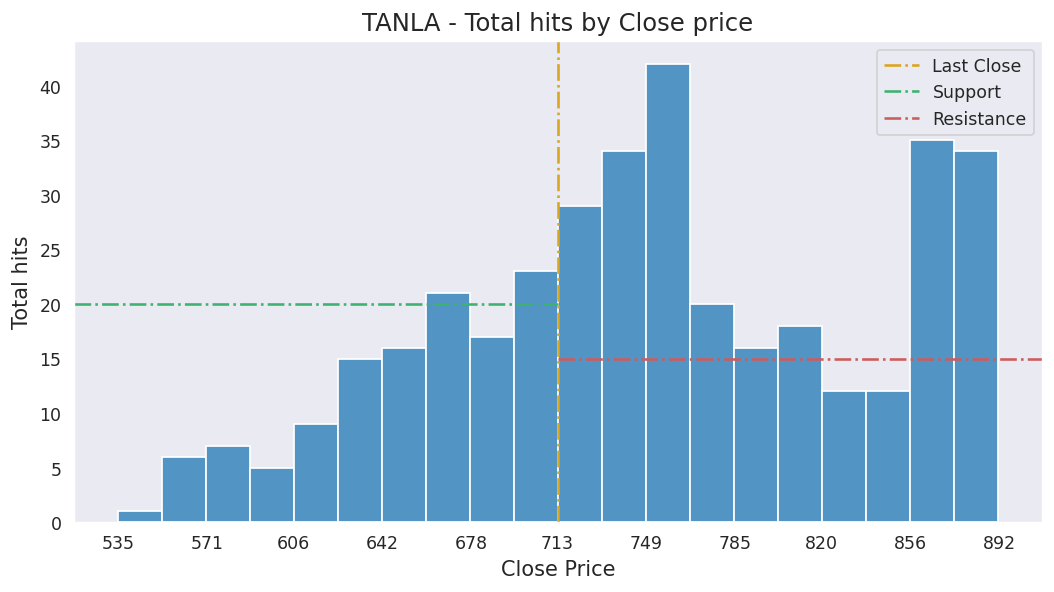 TANLA - Total hits by Close price
Last Close
Support
Resistance
Total hits
40
35
30
25
20
15
10
5
0
535 571 606 642 678 713 749 785 820 856 892
Close Price